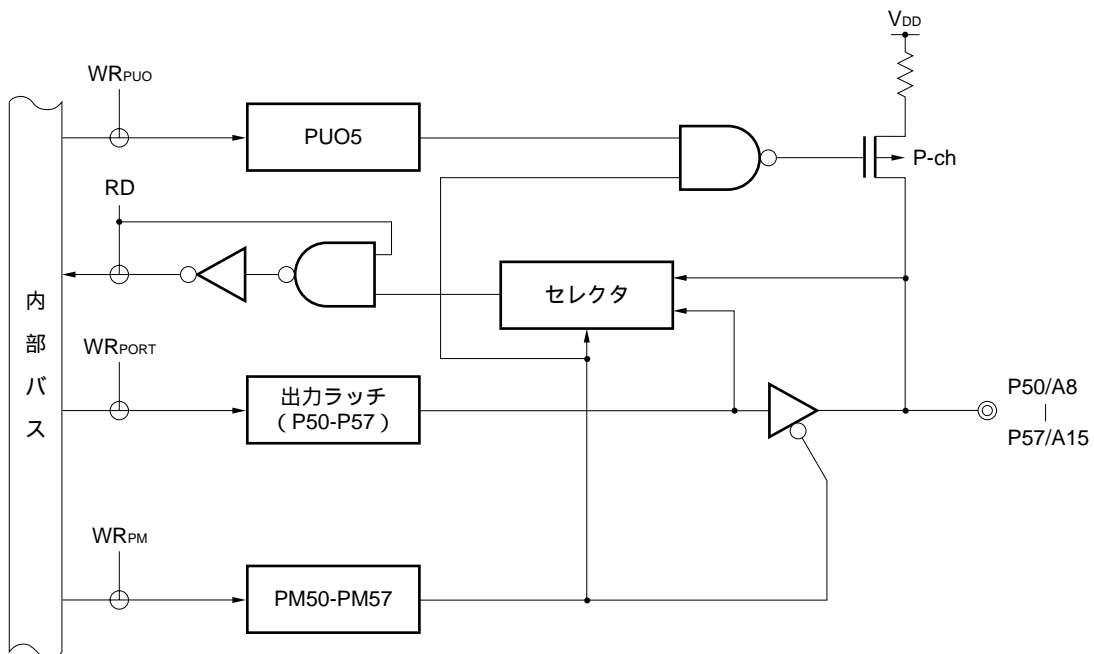 VDD
WRPUO
PUO5
P-ch
RD
セレクタ
内部バス
WRPORT
出力ラッチ
（P50-P57）
P50/A8
P57/A15
WRPM
PM50-PM57